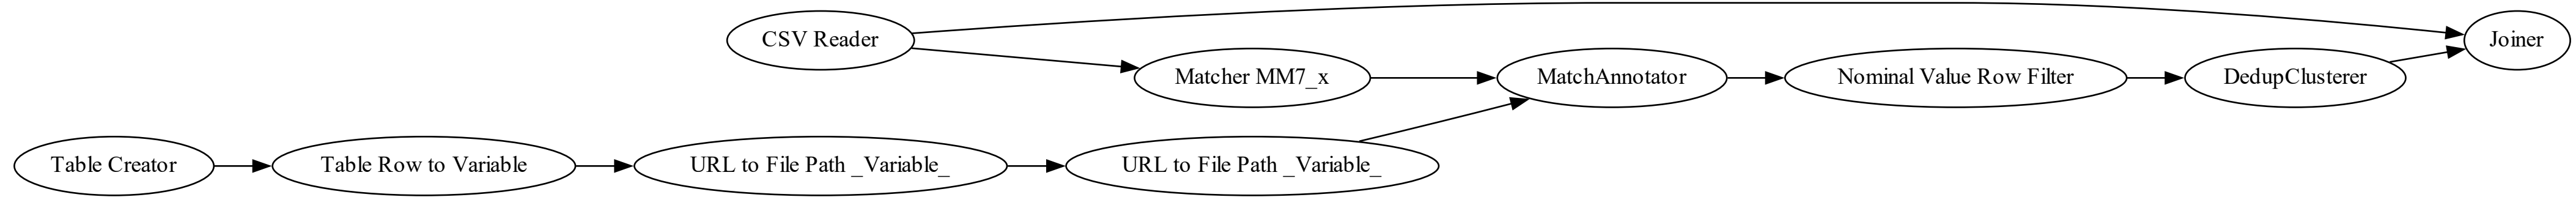 CSV Reader
Joiner
Matcher MM7_x
MatchAnnotator
Nominal Value Row Filter
DedupClusterer
Table Creator
Table Row to Variable
URL to File Path _Variable_
URL to File Path _Variable_